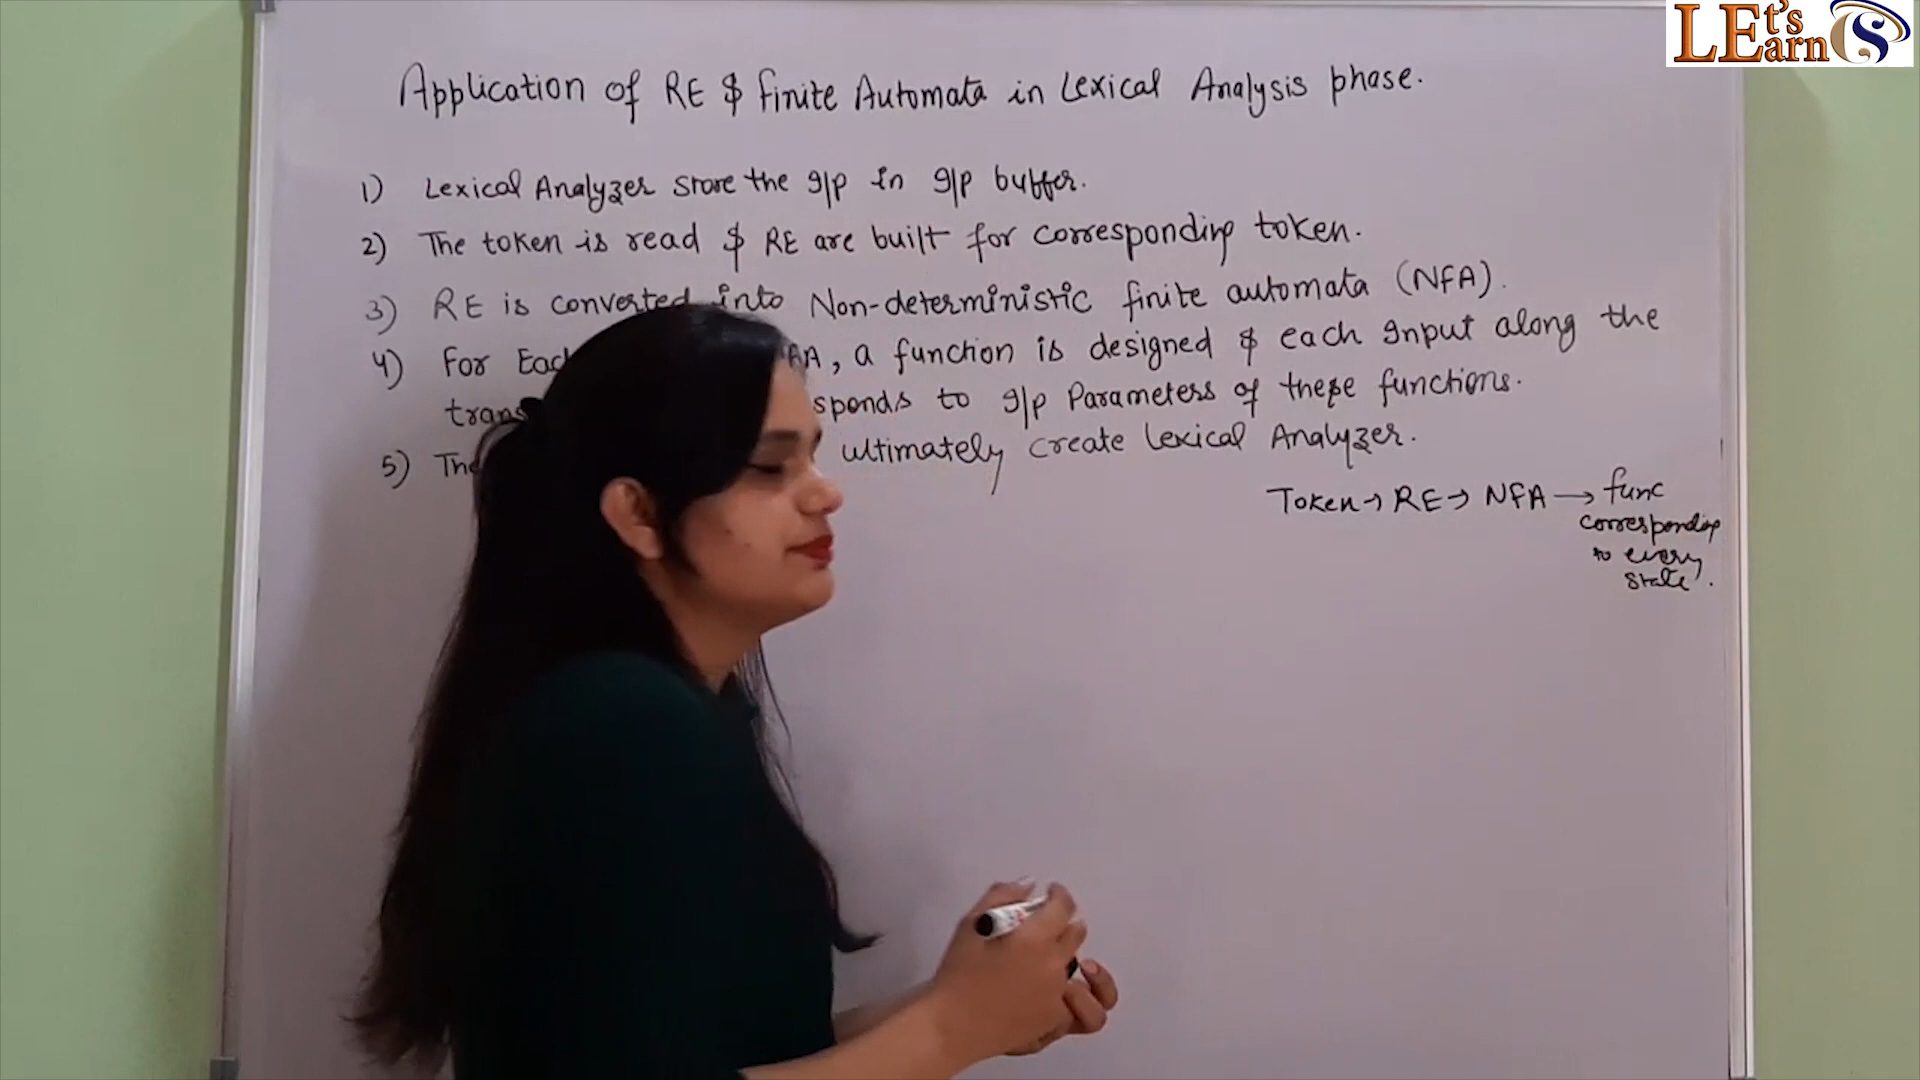 LEt's
LEarn CS
Application of RE & finite Automata in Lexical Analysis phase.
1) Lexical Analyzer store the I/p in I/p buffer.
2) The token is read & RE are built for corresponding token.
3) RE is converted into Non-deterministic finite automata (NFA).
4) For Eac , a function is designed & each Input along the
trans sponds to I/p Parameters of these functions.
5) The ultimately create Lexical Analyzer.
Token → RE → NFA → func
corresponding
to every
state.